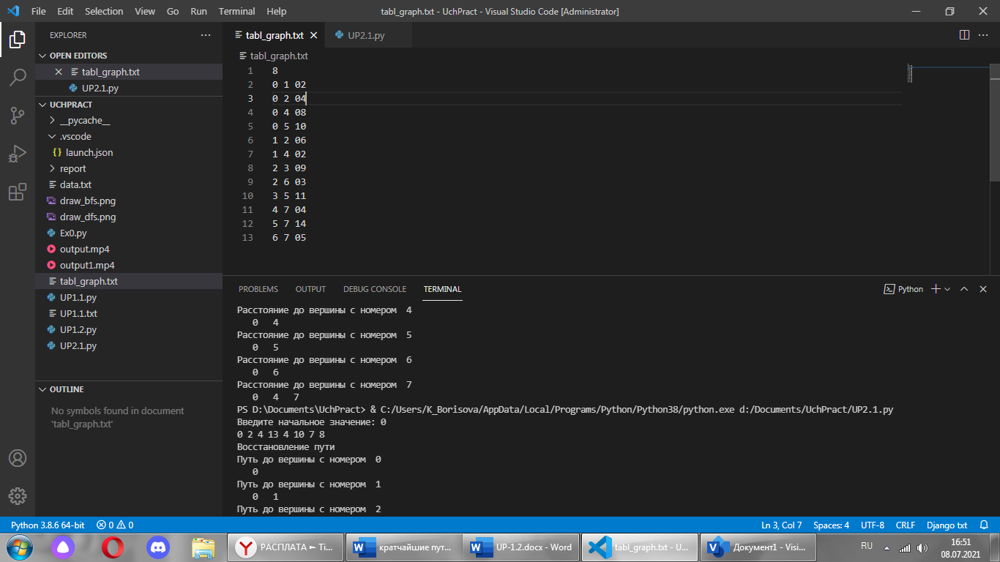 File Edit Selection View Go Run Terminal Help
tabl_graph.txt - UchPract - Visual Studio Code [Administrator]
EXPLORER
OPEN EDITORS
tabl_graph.txt
UP2.1.py
UCHPRACT
__pycache__
.vscode
launch.json
report
data.txt
draw_bfs.png
draw_dfs.png
Ex0.py
output.mp4
output1.mp4
tabl_graph.txt
UP1.1.py
UP1.1.txt
UP1.2.py
UP2.1.py
OUTLINE
No symbols found in document
'tabl_graph.txt'
tabl_graph.txt UP2.1.py
tabl_graph.txt
1 8
2 0 1 02
3 0 2 04
4 0 4 08
5 0 5 10
6 1 2 06
7 1 4 02
8 2 3 09
9 2 6 03
10 3 5 11
11 4 7 04
12 5 7 14
13 6 7 05
PROBLEMS OUTPUT DEBUG CONSOLE TERMINAL
Python
Расстояние до вершины с номером 4
0 4
Расстояние до вершины с номером 5
0 5
Расстояние до вершины с номером 6
0 6
Расстояние до вершины с номером 7
0 4 7
PS D:\Documents\UchPract> & C:/Users/K_Borisova/AppData/Local/Programs/Python/Python38/python.exe d:/Documents/UchPract/UP2.1.py
Введите начальное значение: 0
0 2 4 13 4 10 7 8
Восстановление пути
Путь до вершины с номером 0
0
Путь до вершины с номером 1
0 1
Путь до вершины с номером 2
Python 3.8.6 64-bit 0 0 Ln 3, Col 7 Spaces: 4 UTF-8 CRLF Django txt
РАСПЛАТА ►- Ti... кратчайшие пут... UP-1.2.docx - Word tabl_graph.txt - U... Документ1 - Visi... RU 16:51
08.07.2021